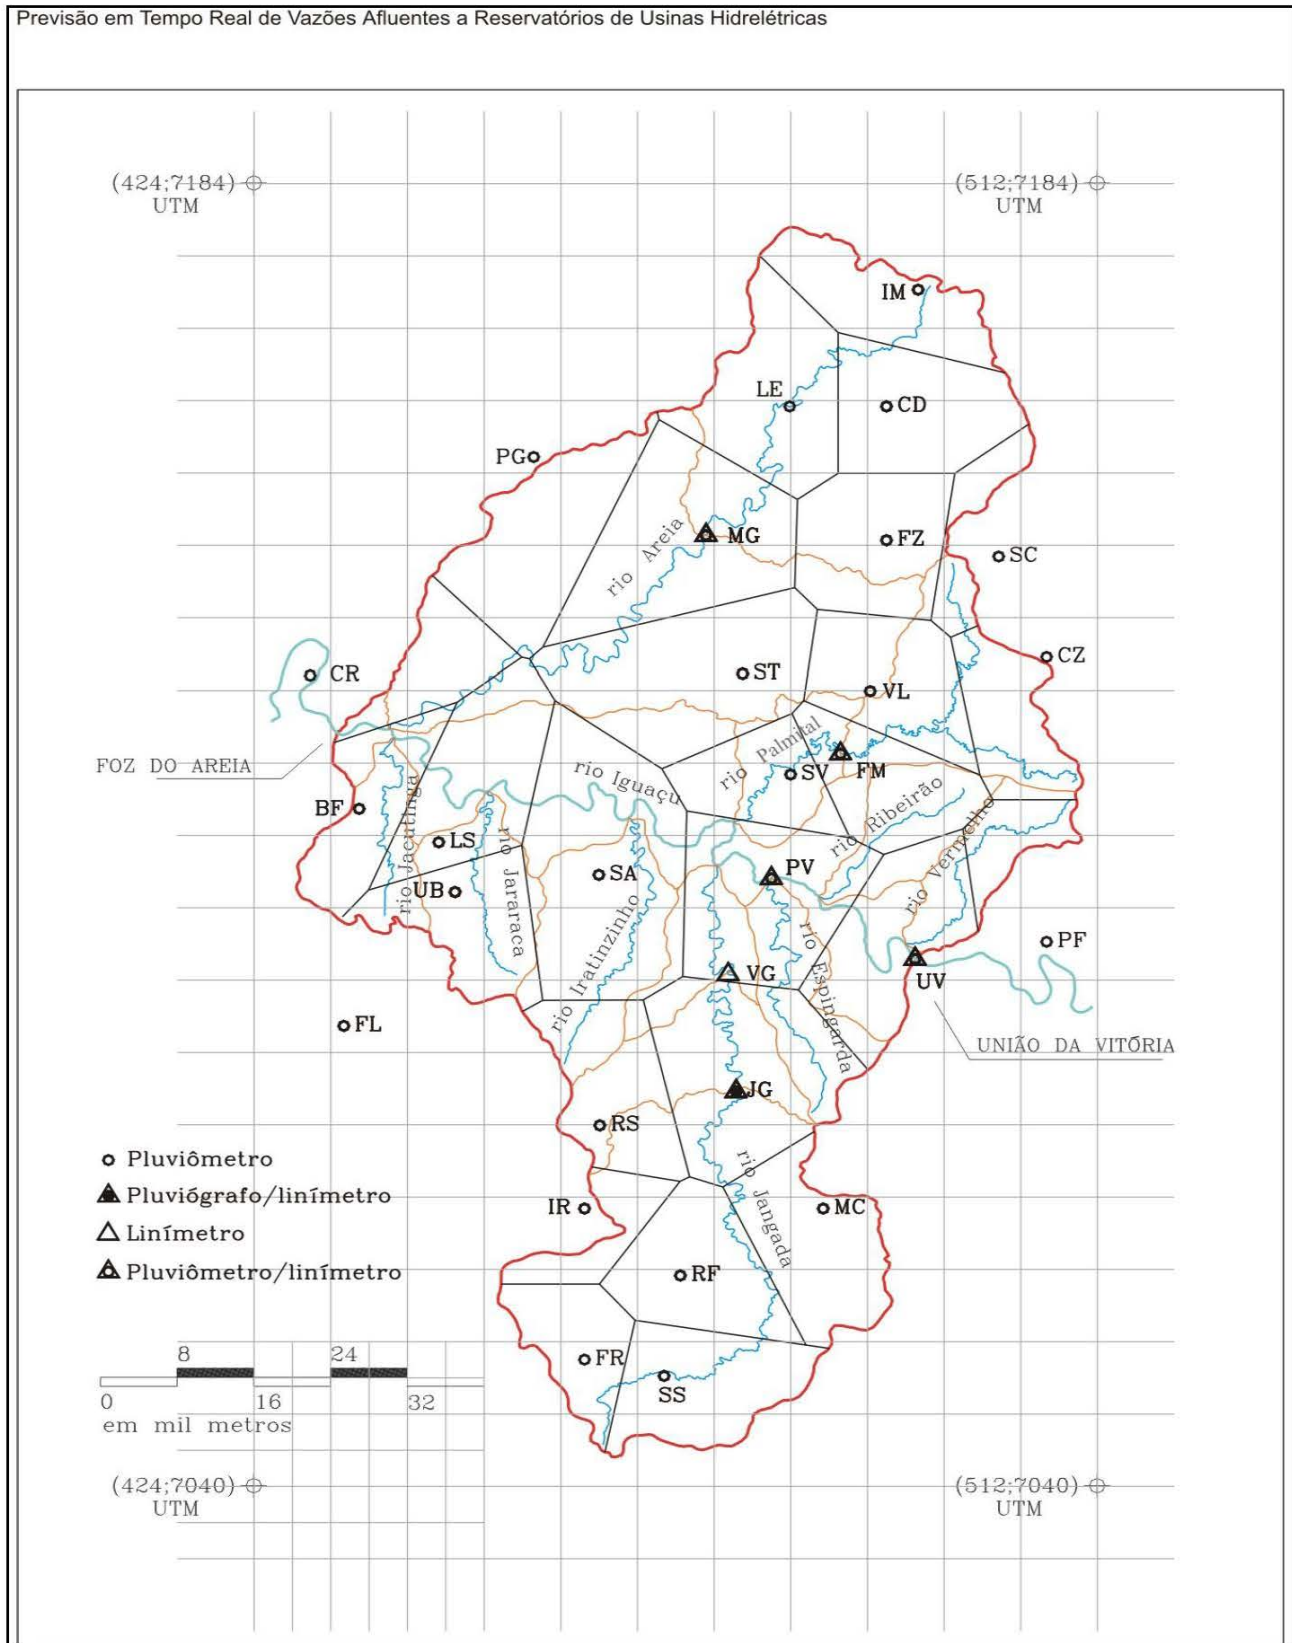 Previsão em Tempo Real de Vazões Afluentes a Reservatórios de Usinas Hidrelétricas
(424;7184)
UTM
(512;7184)
UTM
IM
LE
CD
PG
MG
FZ
SC
rio Areia
CZ
CR
ST
VL
FOZ DO AREIA
rio Palmital
SV
FM
rio Iguaçu
BF
rio Jacutinga
LS
rio Jararaca
UB
SA
rio Ribeirão
rio Vermelho
PV
rio Iratinzinho
rio Espingarda
VG
UV
PF
FL
UNIÃO DA VITÓRIA
JG
RS
Pluviômetro
Pluviógrafo/linímetro
Linímetro
Pluviômetro/linímetro
IR
rio Jangada
MC
RF
FR
SS
8
24
0
16
32
em mil metros
(424;7040)
UTM
(512;7040)
UTM